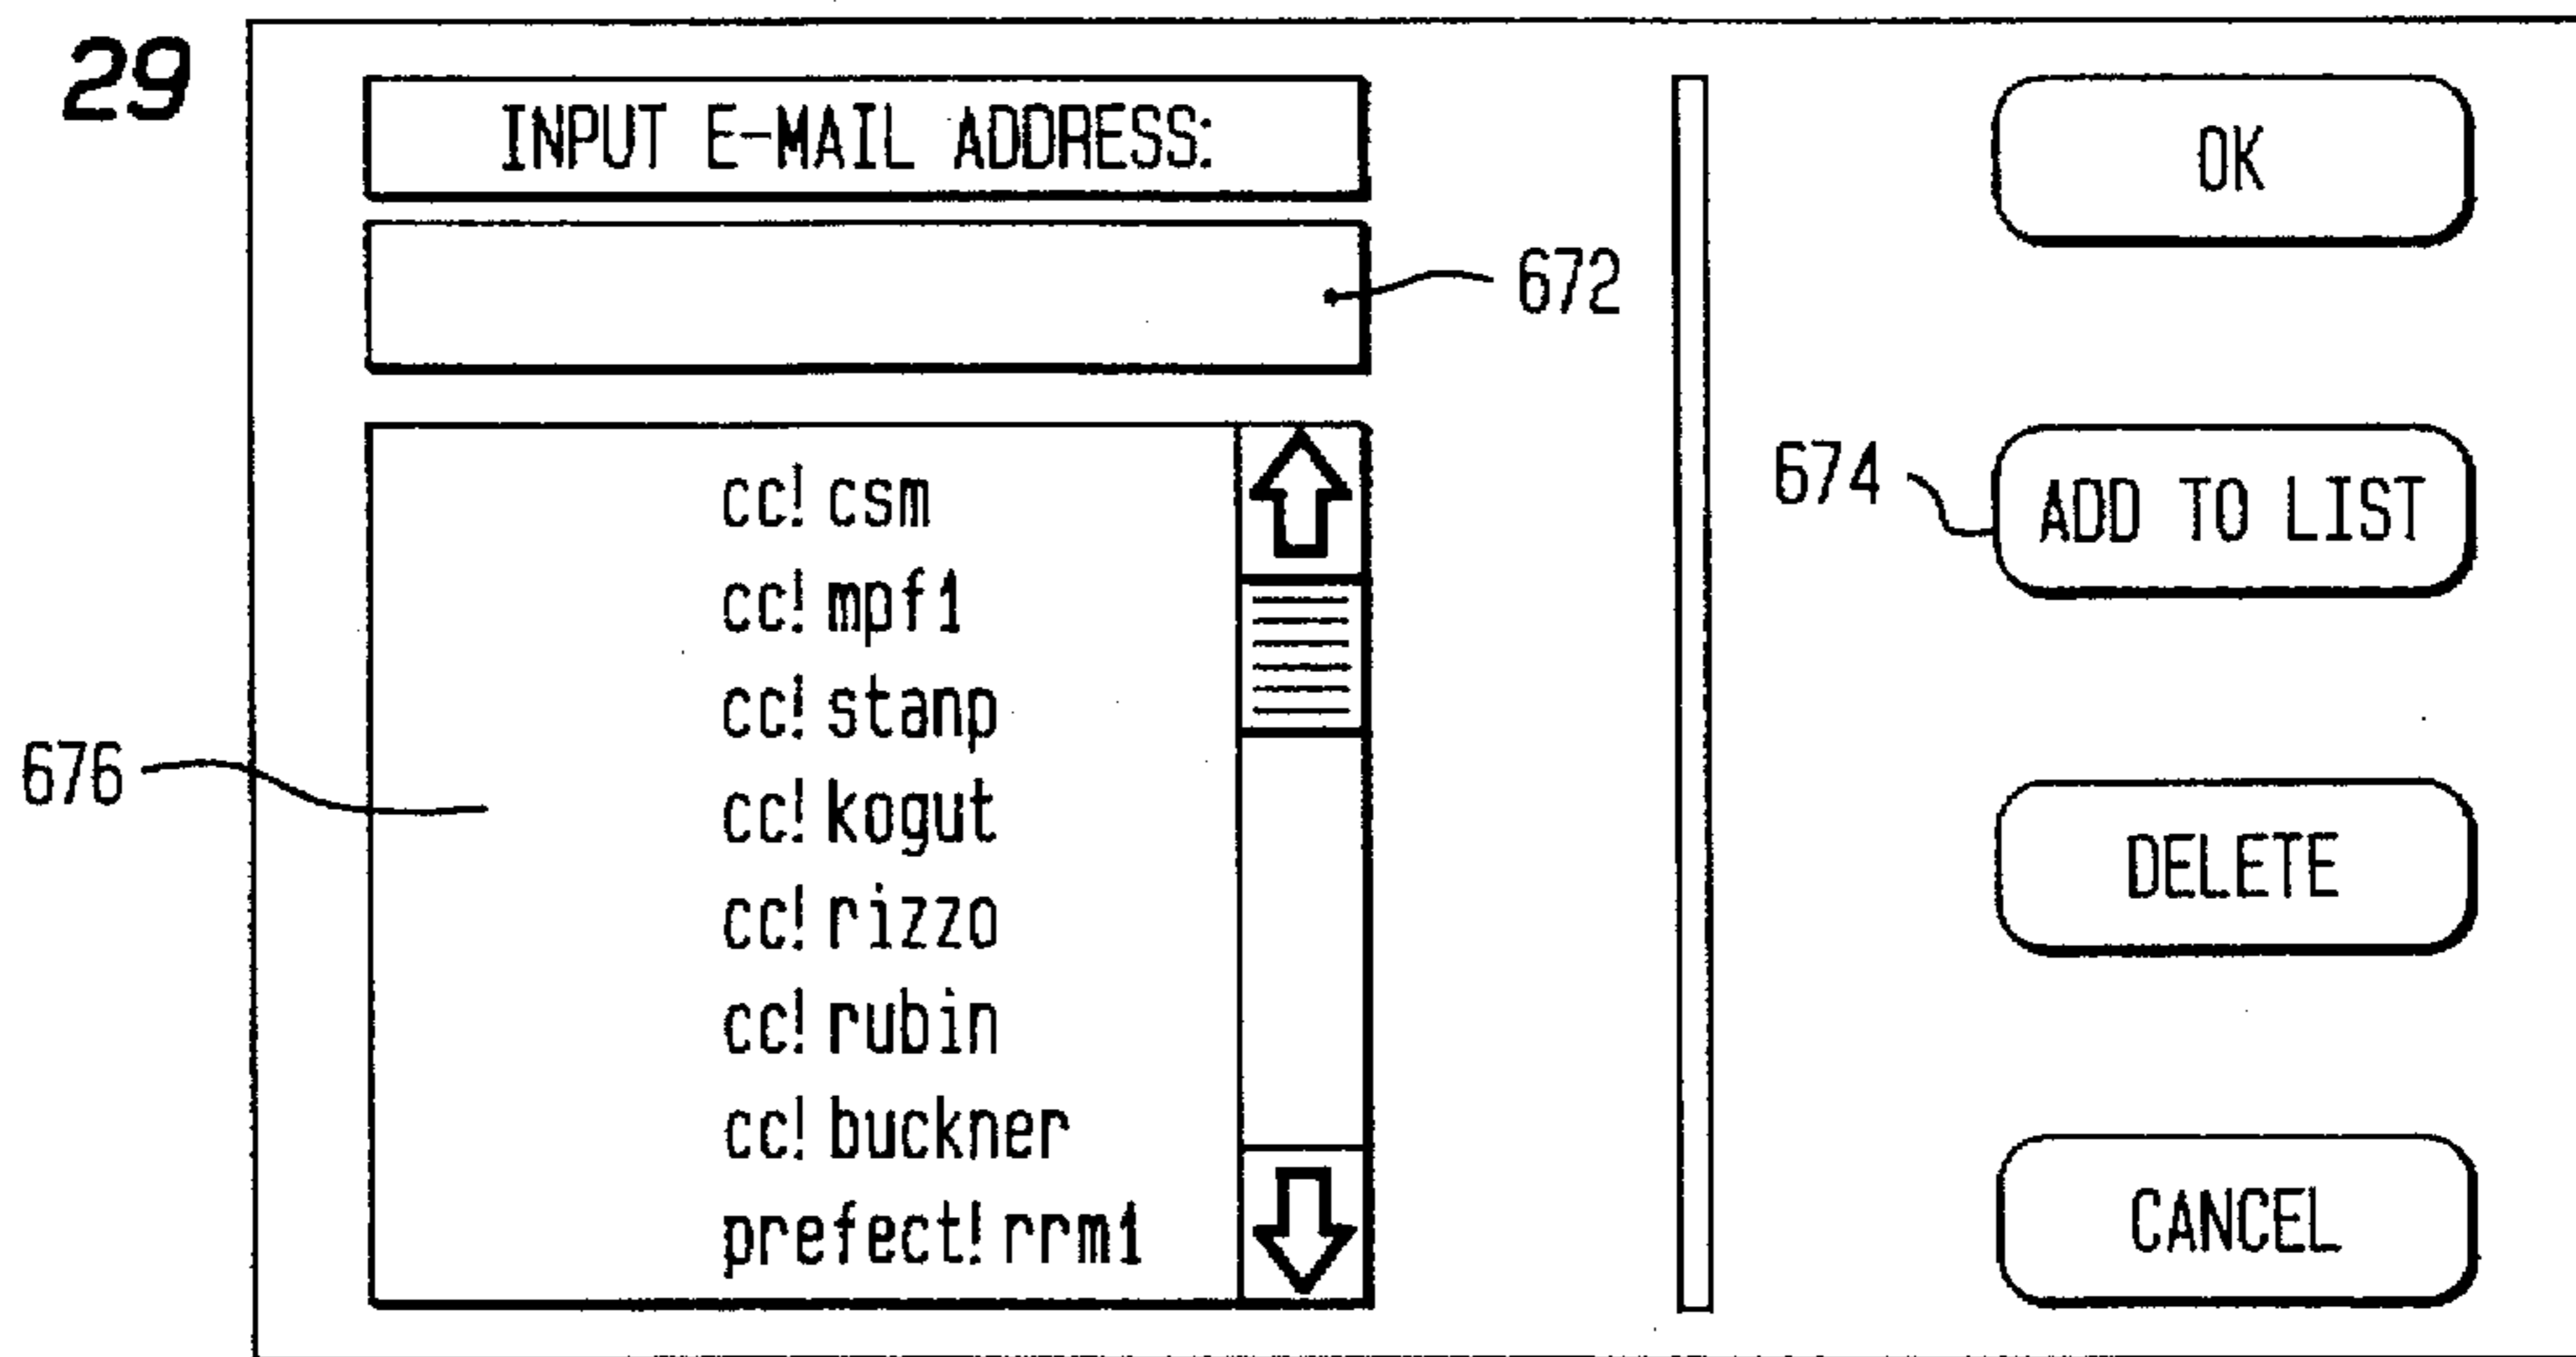 29
INPUT E-MAIL ADDRESS:
672
cc! csm
cc! mpf1
cc! stanp
cc! kogut
cc! rizzo
cc! rubin
cc! buckner
prefect! rrm1
676
OK
674
ADD TO LIST
DELETE
CANCEL